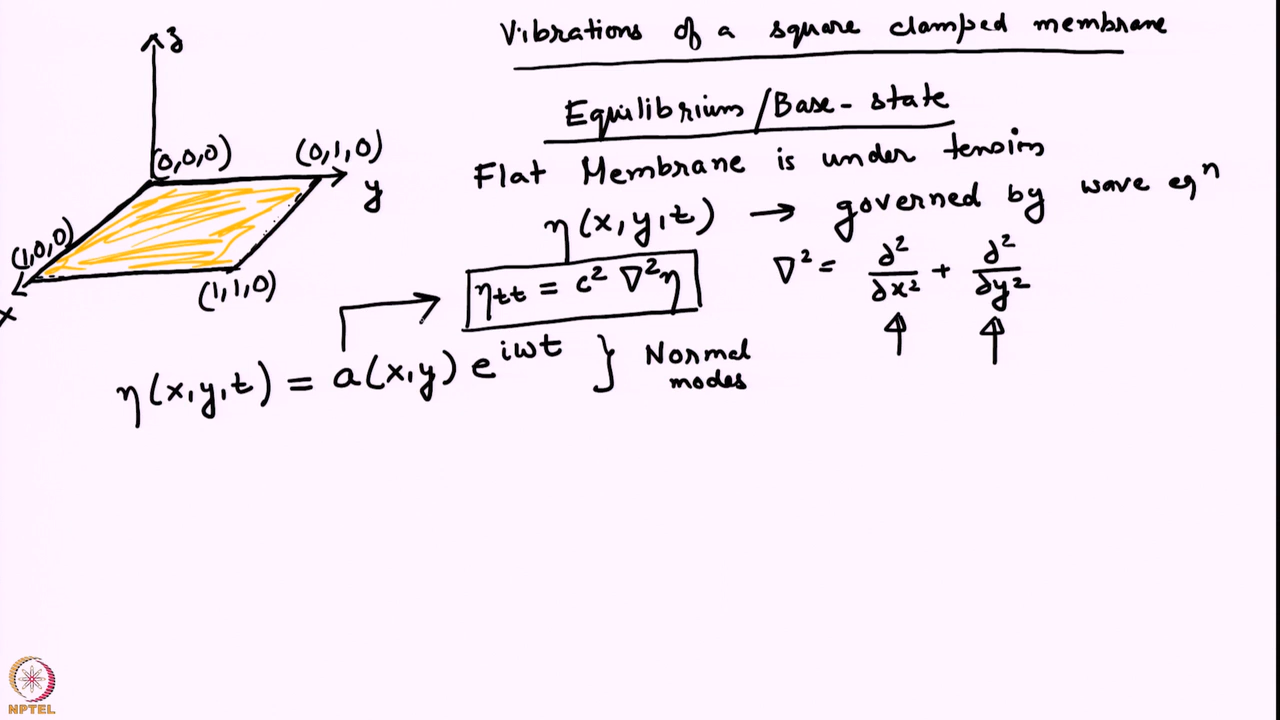 Vibrations of a square clamped membrane
Equilibrium/Base-state
Flat Membrane is under tension
η(x,y,t) → governed by wave eqⁿ
η_tt = c² ∇²η
∇² = ∂²/∂x² + ∂²/∂y²
η(x,y,t) = a(x,y) e^{iωt} } Normal modes
z
(0,0,0)
(0,1,0)
y
(1,0,0)
(1,1,0)
x
NPTEL